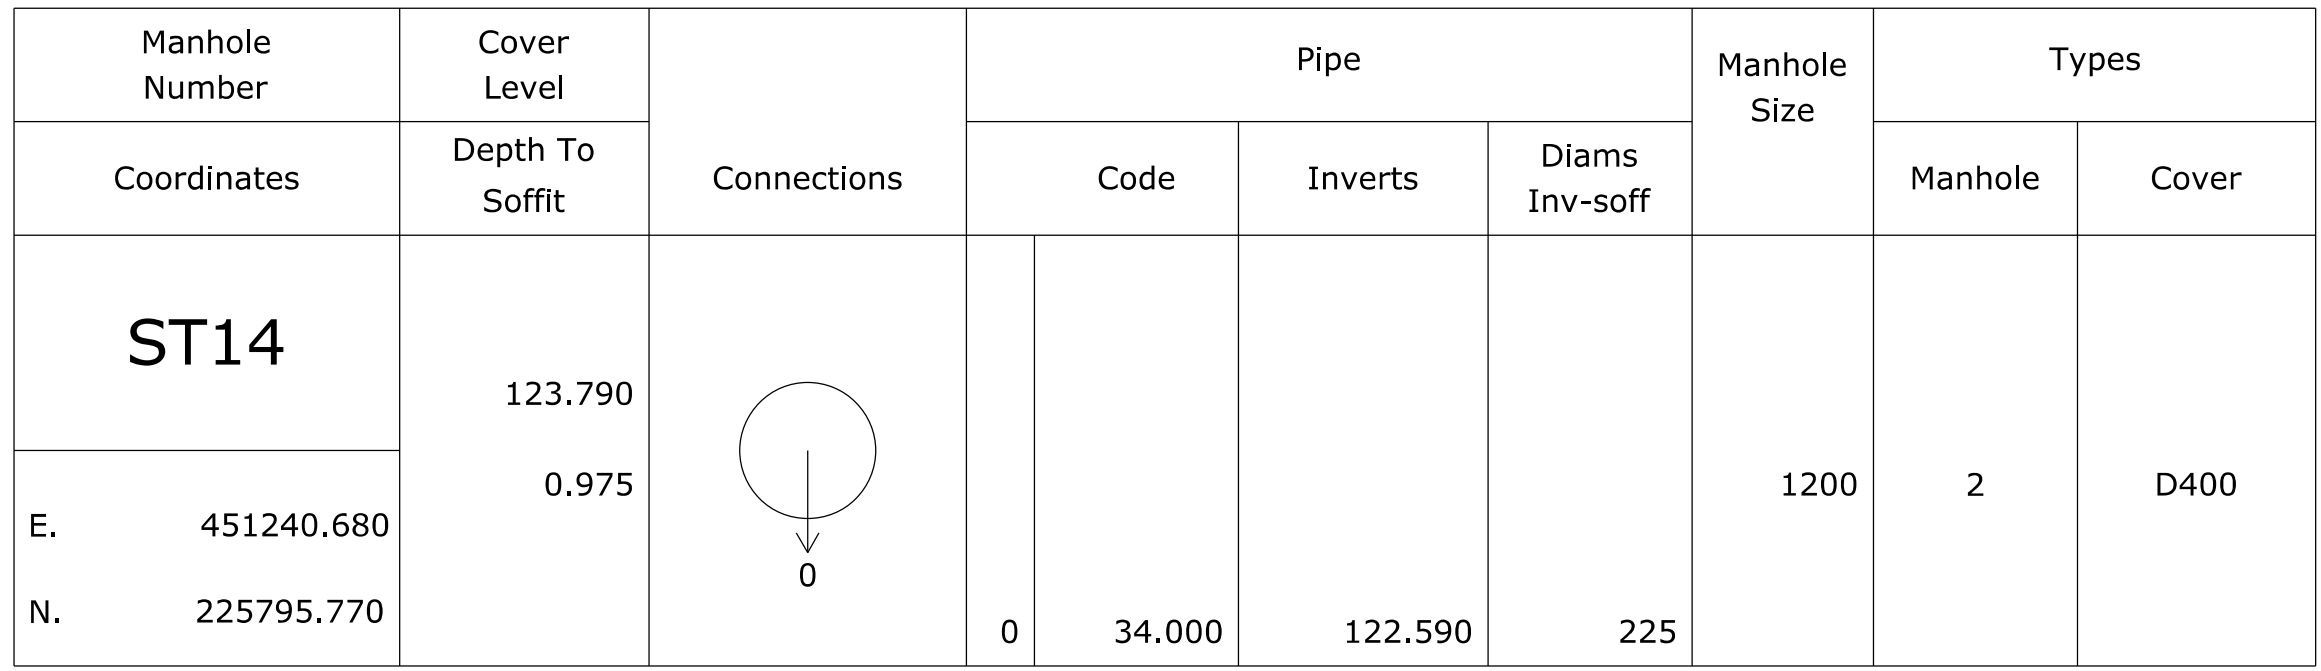 Manhole
Number
Cover
Level
Pipe
Manhole
Size
Types
Coordinates
Depth To
Soffit
Connections
Code
Inverts
Diams
Inv-soff
Manhole
Cover
ST14
123.790
0.975
1200
2
D400
E. 451240.680
0
N. 225795.770
0 34.000 122.590 225